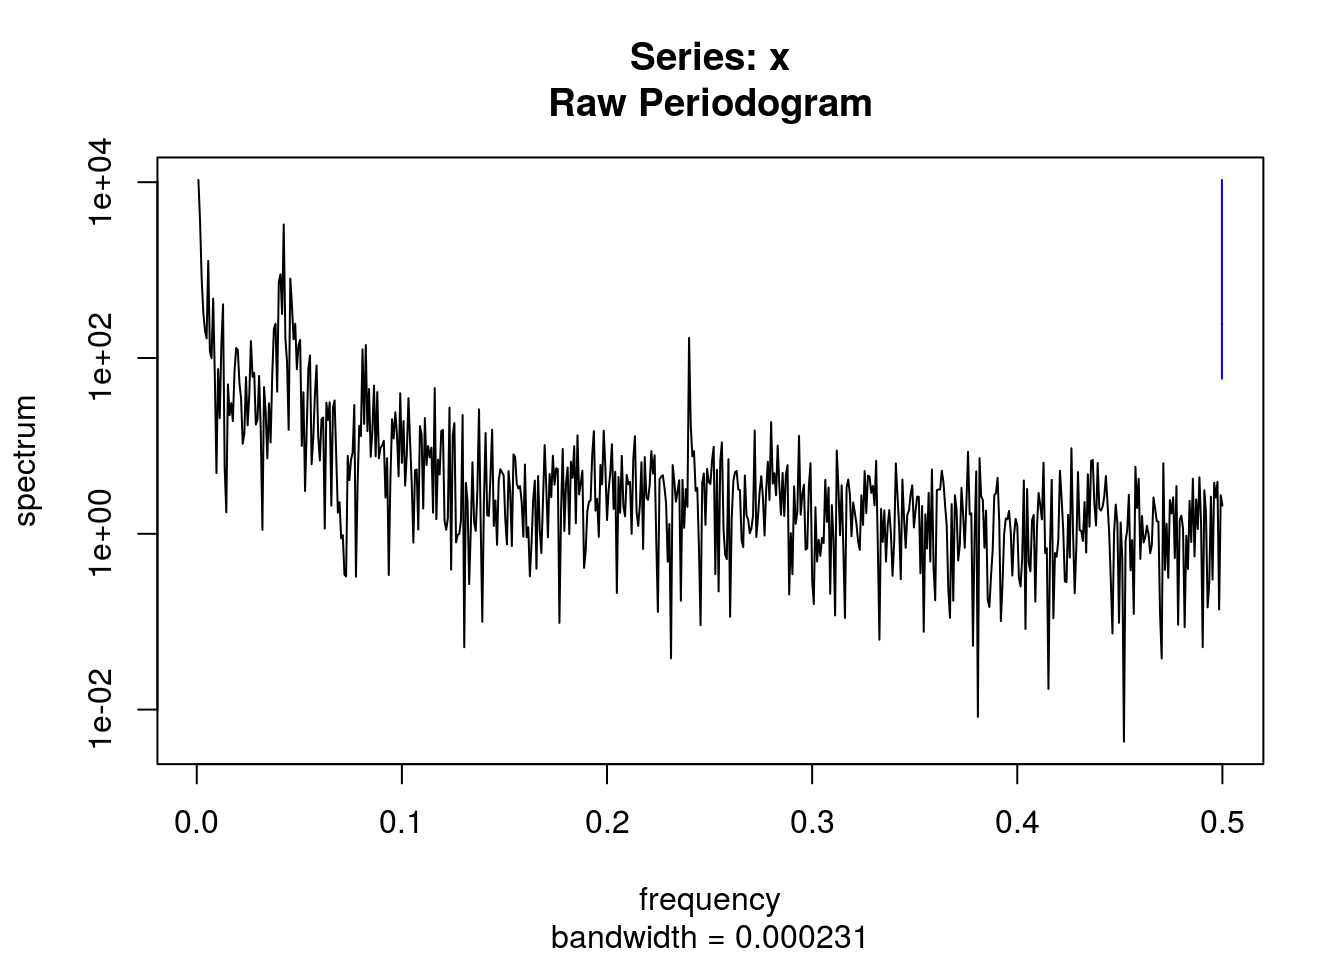 Series: x
Raw Periodogram
spectrum
1e+04
1e+02
1e+00
1e-02
0.0 0.1 0.2 0.3 0.4 0.5
frequency
bandwidth = 0.000231